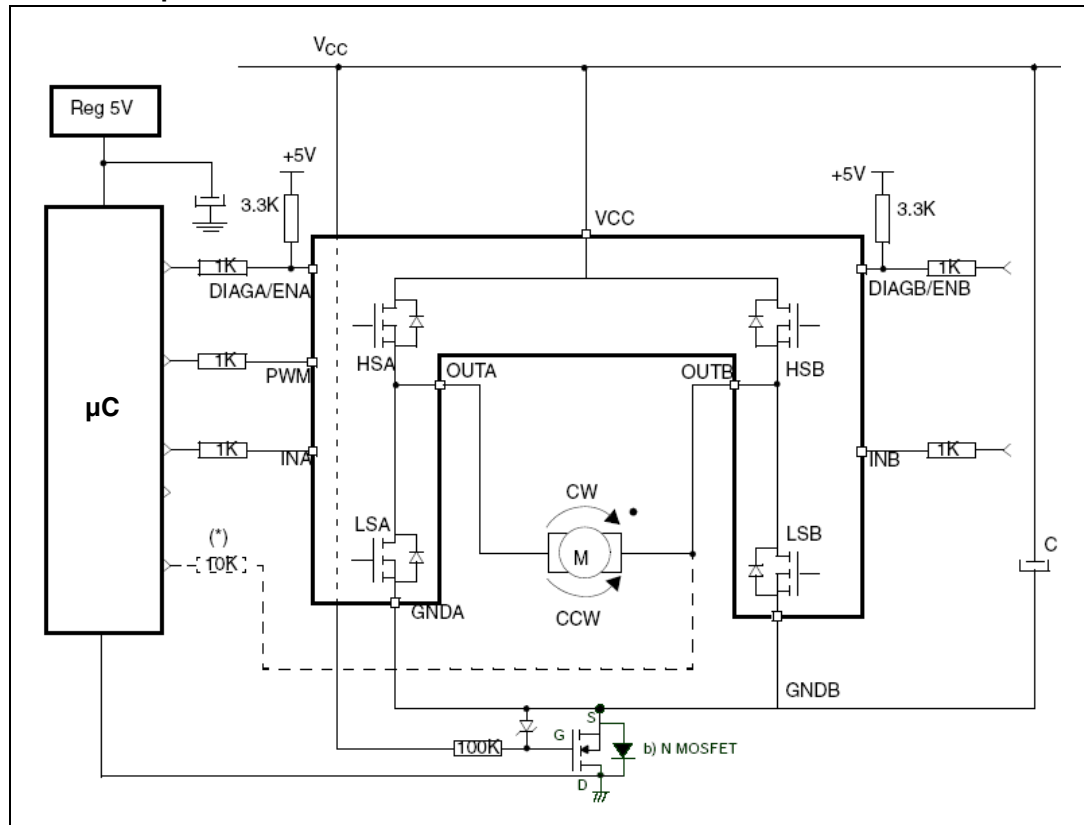 VCC
Reg 5V
+5V
+5V
3.3K
3.3K
VCC
1K
1K
DIAGA/ENA
DIAGB/ENB
HSA
HSB
1K
PWM
OUTA
OUTB
µC
1K
INA
INB
1K
CW
LSA
LSB
(*)
10K
M
C
GNDA
CCW
GNDB
S
G
100K
b) N MOSFET
D